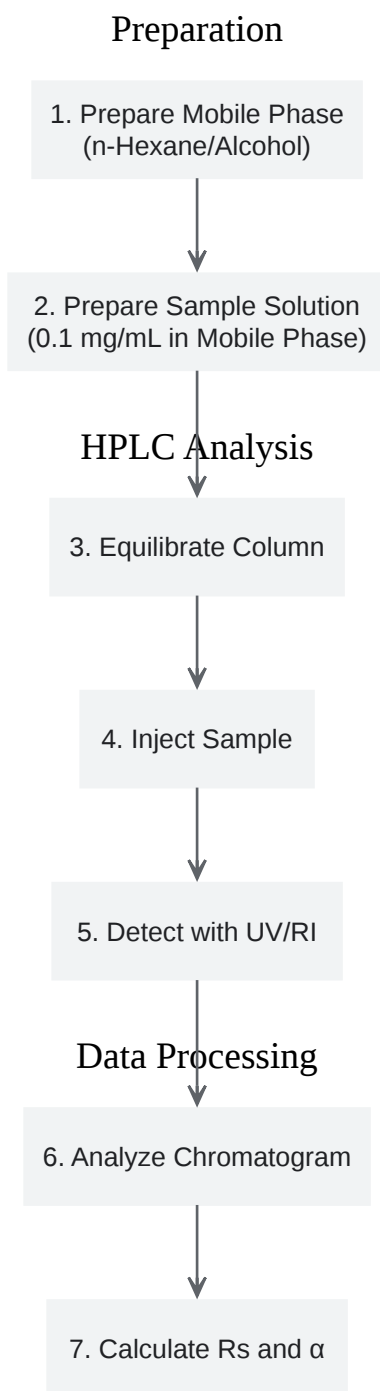 Preparation
1. Prepare Mobile Phase
(n-Hexane/Alcohol)
2. Prepare Sample Solution
(0.1 mg/mL in Mobile Phase)
HPLC Analysis
3. Equilibrate Column
4. Inject Sample
5. Detect with UV/RI
Data Processing
6. Analyze Chromatogram
7. Calculate Rs and α